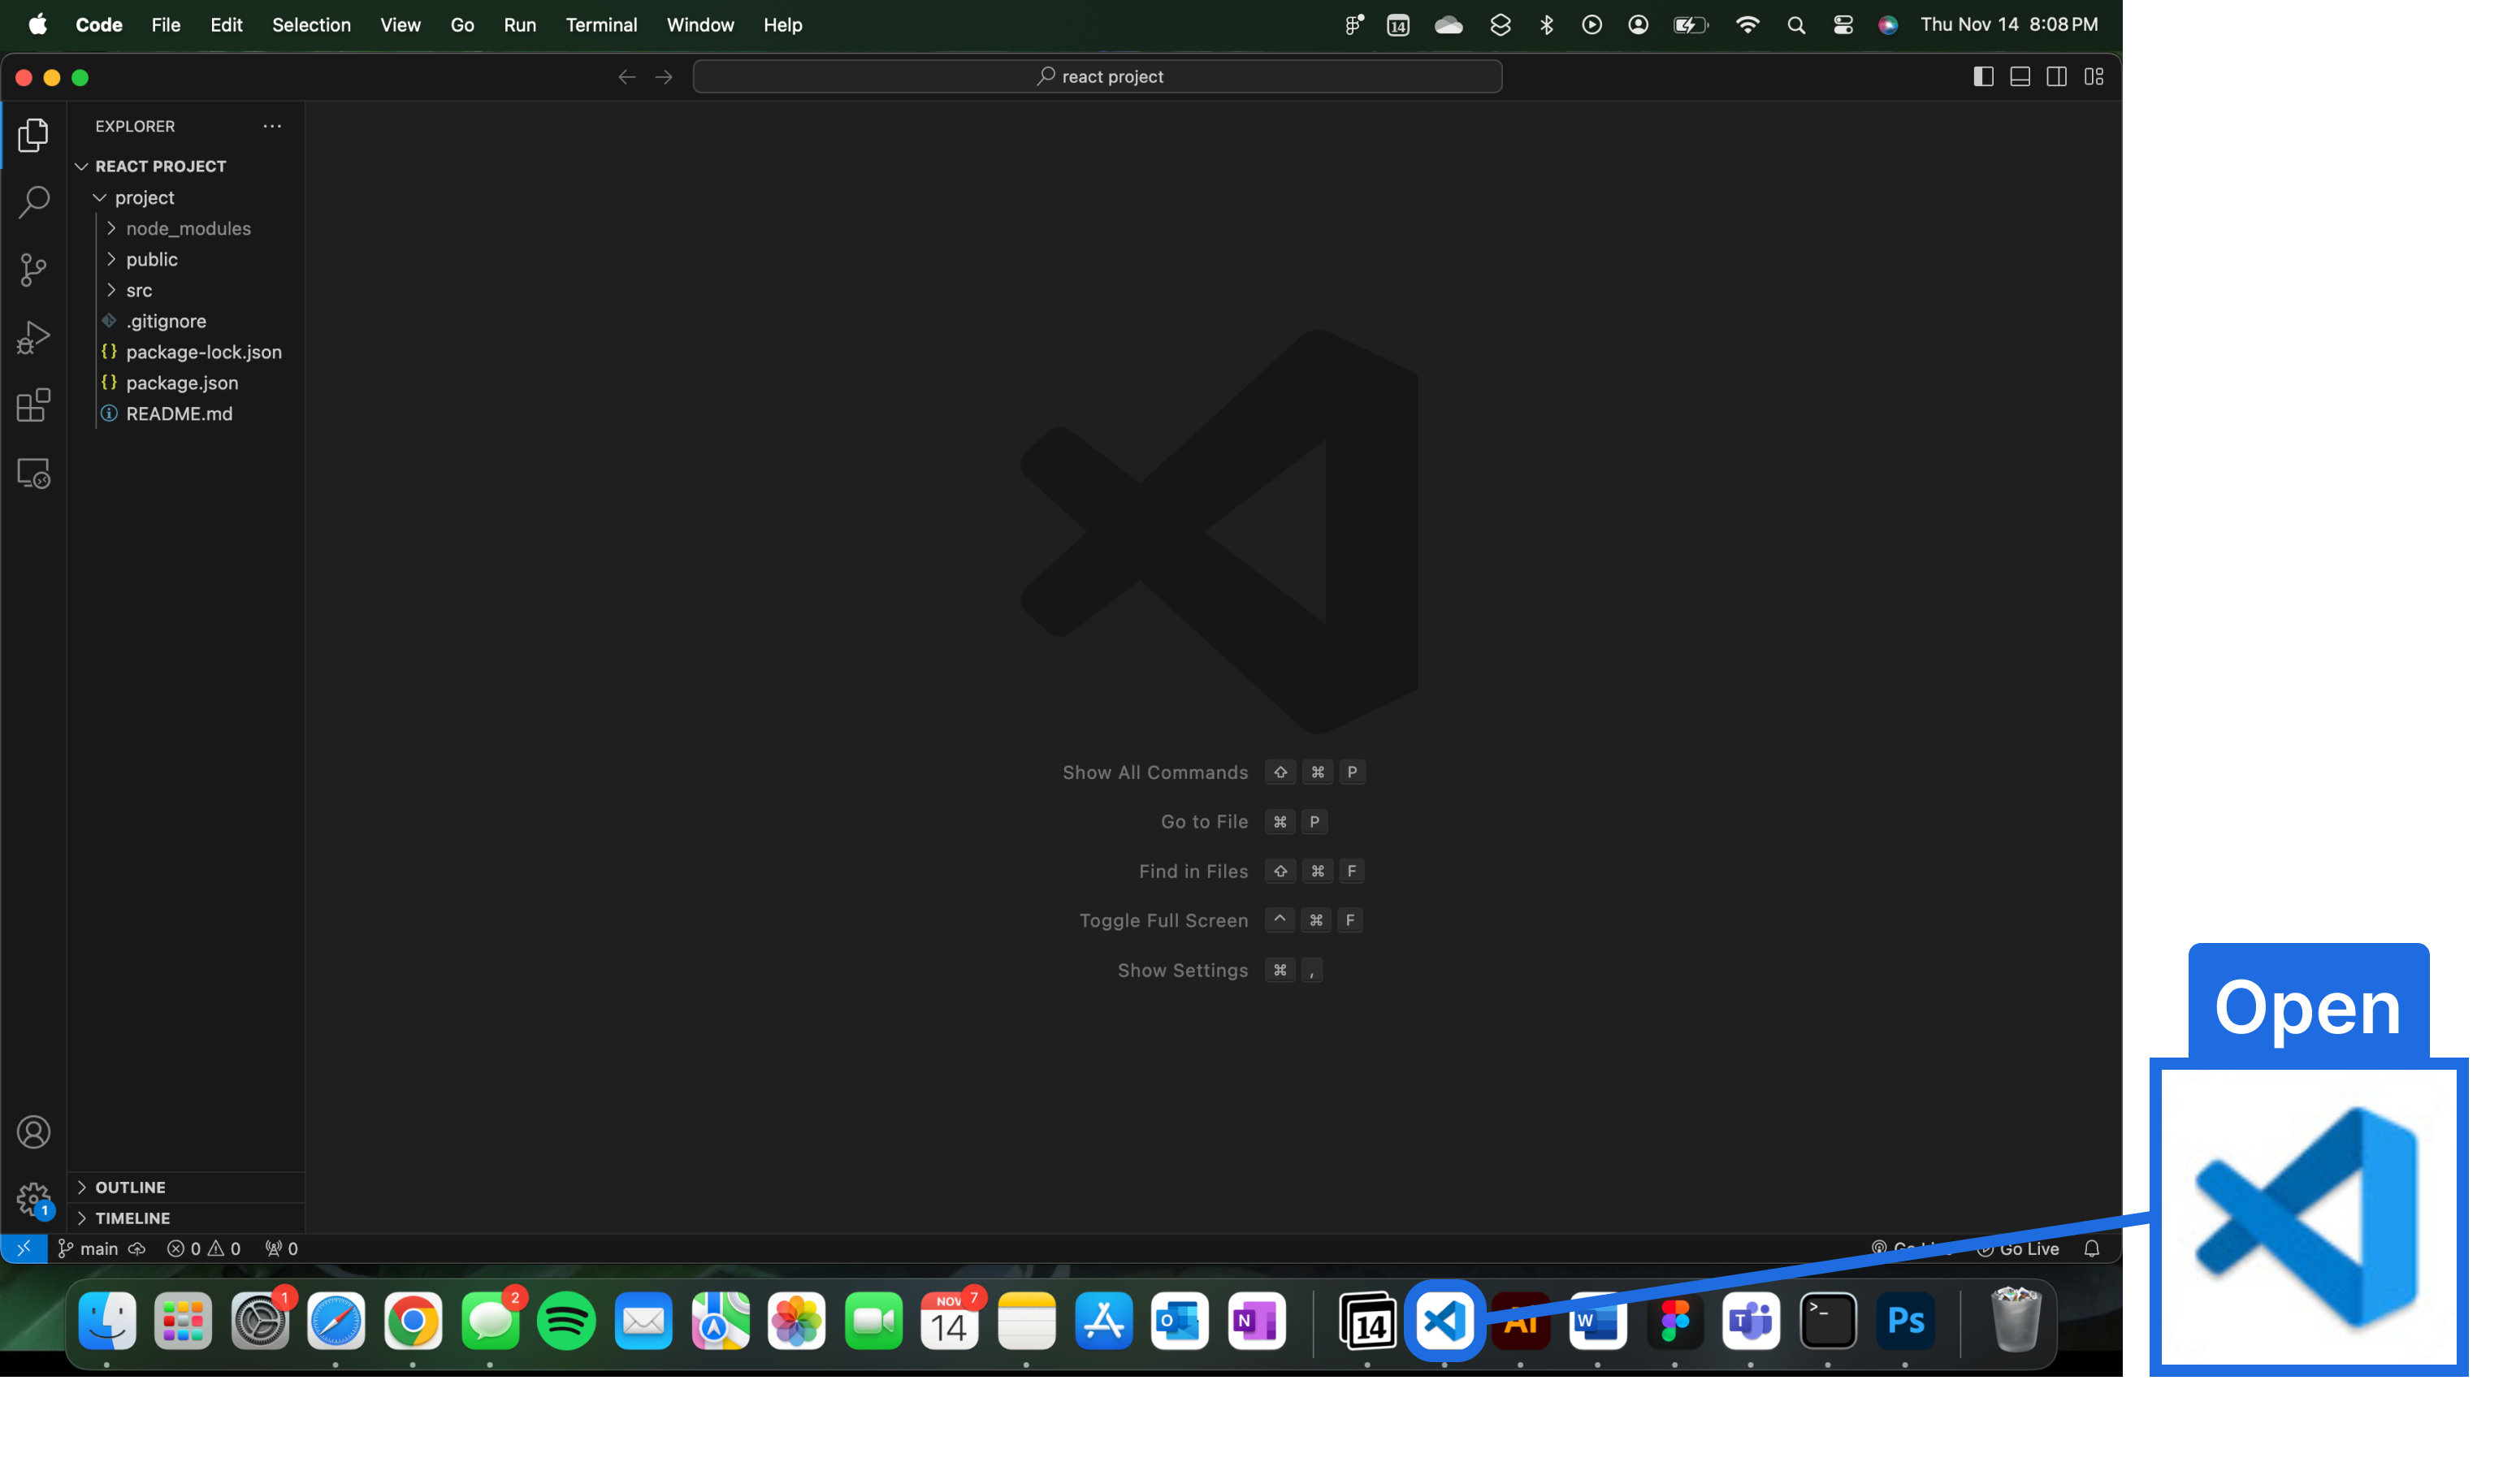 Code File Edit Selection View Go Run Terminal Window Help 14 Thu Nov 14 8:08 PM
react project
EXPLORER
REACT PROJECT
project
node_modules
public
src
.gitignore
package-lock.json
package.json
README.md
Show All Commands ⇧ ⌘ P
Go to File ⌘ P
Find in Files ⇧ ⌘ F
Toggle Full Screen ^ ⌘ F
Show Settings ⌘ ,
Open
1
OUTLINE
TIMELINE
main 0 0 0 Go Live
1 2 NOV 7 14 O N 14 Ai W T >_ Ps